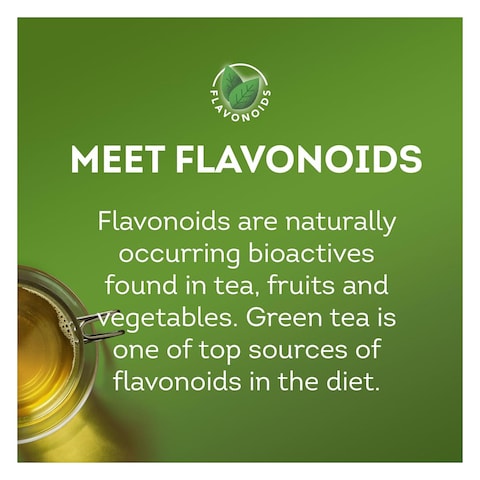 FLAVONOIDS
MEET FLAVONOIDS
Flavonoids are naturally
occurring bioactives
found in tea, fruits and
vegetables. Green tea is
one of top sources of
flavonoids in the diet.